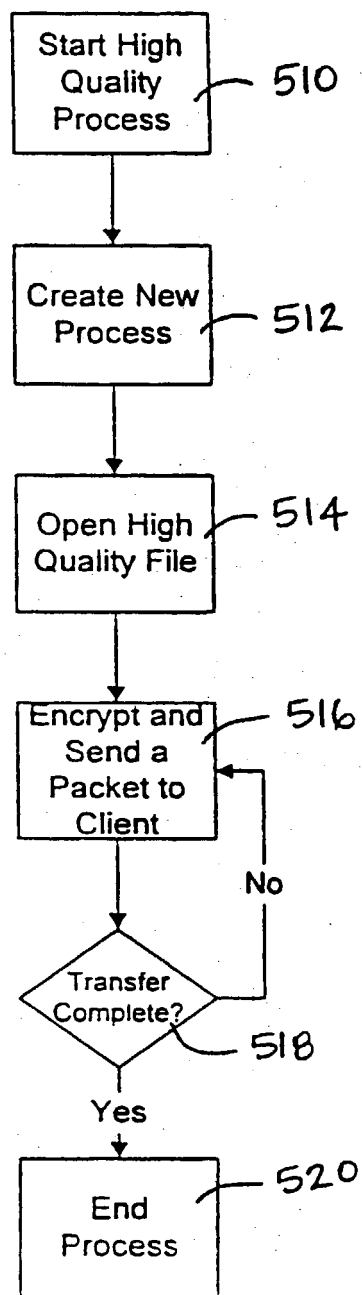 Start High
Quality
Process
510
Create New
Process
512
Open High
Quality File
514
Encrypt and
Send a
Packet to
Client
516
No
Transfer
Complete?
518
Yes
End
Process
520